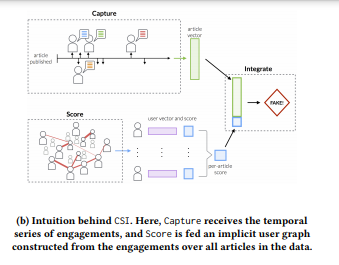 Capture
article
published
article
vector
Integrate
FAKE!
Score
user vector and score
per-article
score
(b) Intuition behind CSI. Here, Capture receives the temporal
series of engagements, and Score is fed an implicit user graph
constructed from the engagements over all articles in the data.